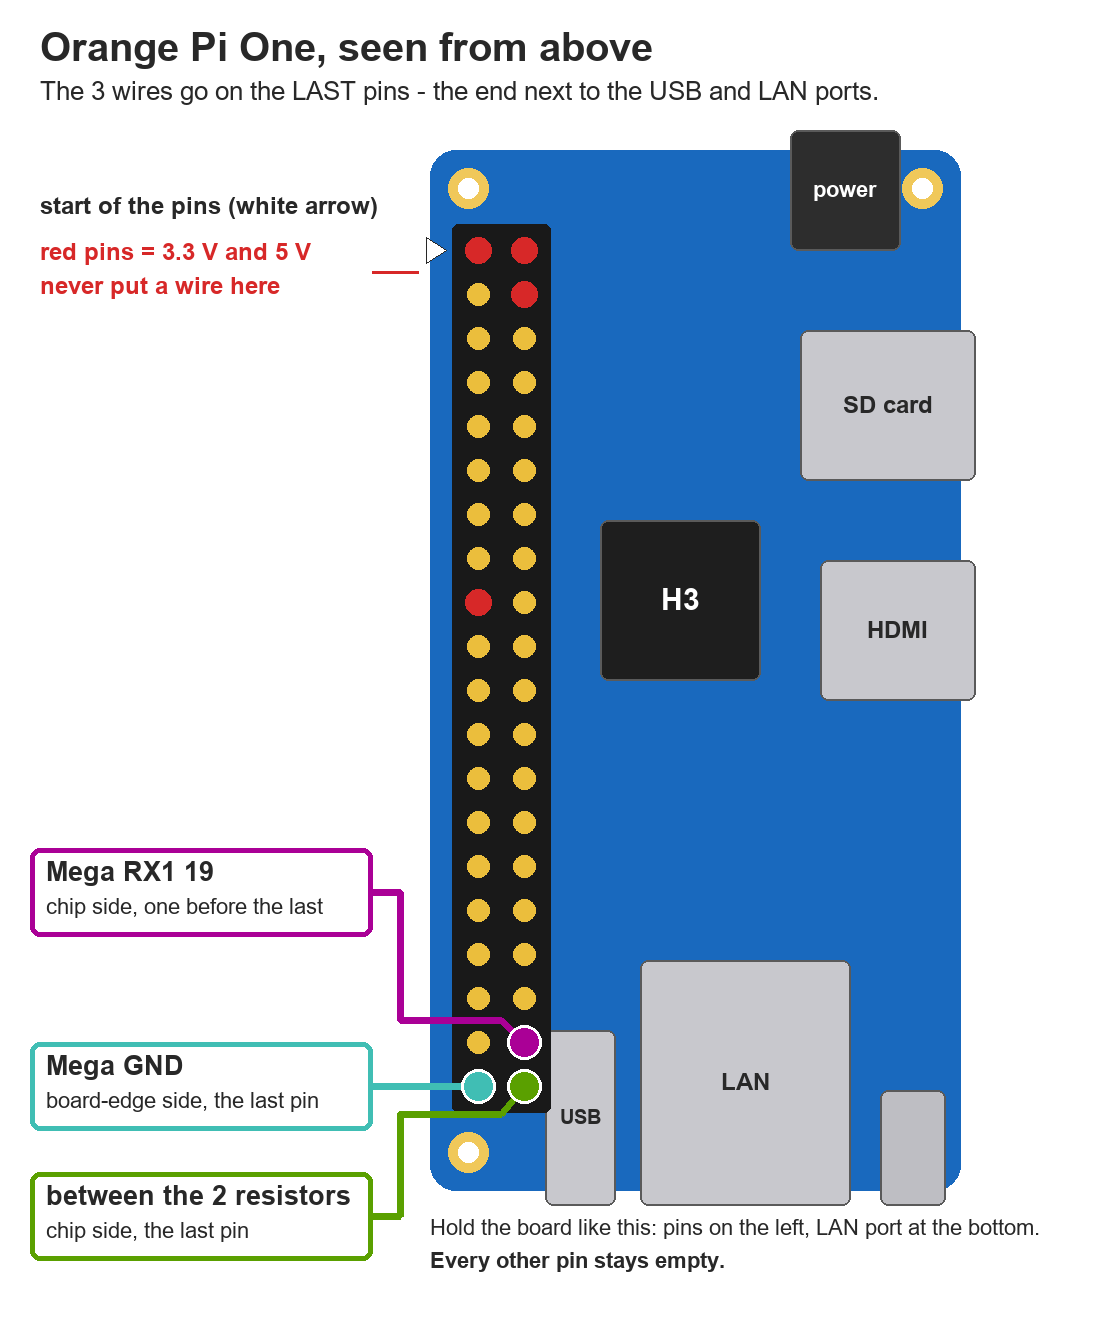 Orange Pi One, seen from above
The 3 wires go on the LAST pins - the end next to the USB and LAN ports.
power
start of the pins (white arrow)
red pins = 3.3 V and 5 V
never put a wire here
SD card
H3
HDMI
Mega RX1 19
chip side, one before the last
Mega GND
board-edge side, the last pin
LAN
USB
between the 2 resistors
chip side, the last pin
Hold the board like this: pins on the left, LAN port at the bottom.
Every other pin stays empty.